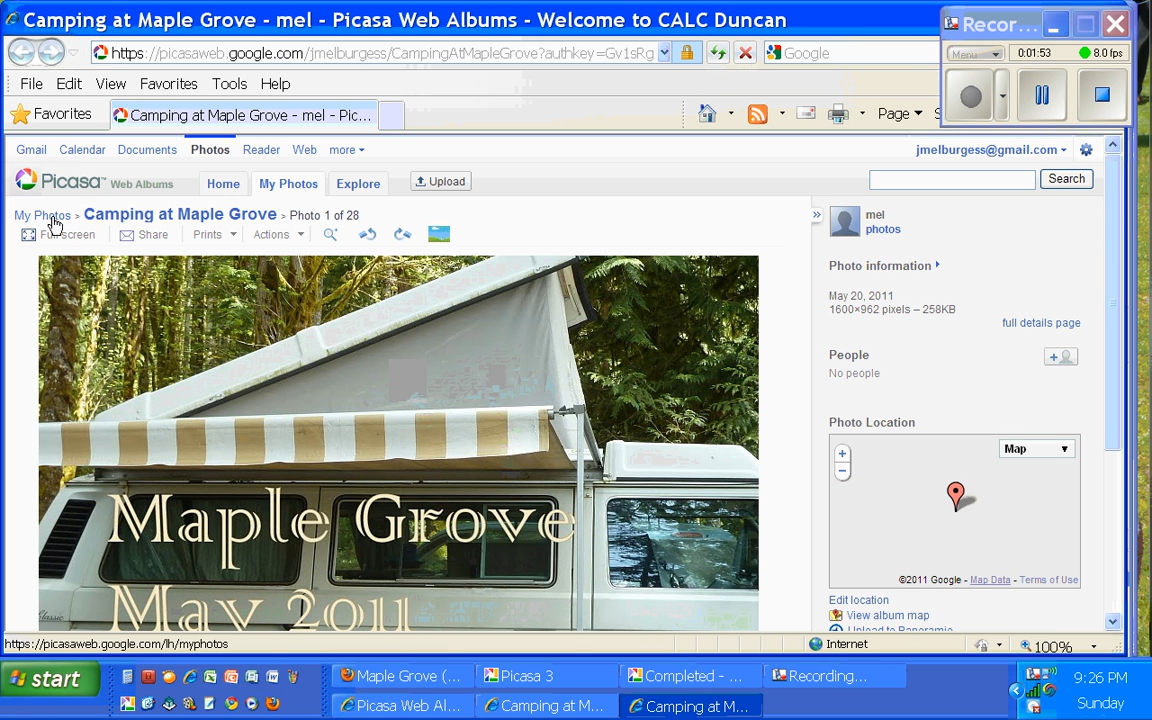 Camping at Maple Grove - mel - Picasa Web Albums - Welcome to CALC Duncan
Recor...
https://picasaweb.google.com/jmelburgess/CampingAtMapleGrove?authkey=Gv1sRg
Google
Menu
0:01:53
8.0 fps
File Edit View Favorites Tools Help
Favorites
Camping at Maple Grove - mel - Pic...
Page
Gmail Calendar Documents Photos Reader Web more
jmelburgess@gmail.com
Picasa™ Web Albums
Home My Photos Explore Upload
Search
My Photos > Camping at Maple Grove > Photo 1 of 28
Full screen Share Prints Actions
mel
photos
Photo information
May 20, 2011
1600×962 pixels – 258KB
full details page
People
No people
Photo Location
Map
©2011 Google - Map Data - Terms of Use
Edit location
View album map
Upload to Panoramio
Maple Grove
May 2011
Classic
https://picasaweb.google.com/lh/myphotos
Internet
100%
start
Maple Grove (...
Picasa 3
Completed - ...
Recording...
Picasa Web Al...
Camping at M...
Camping at M...
9:26 PM
Sunday